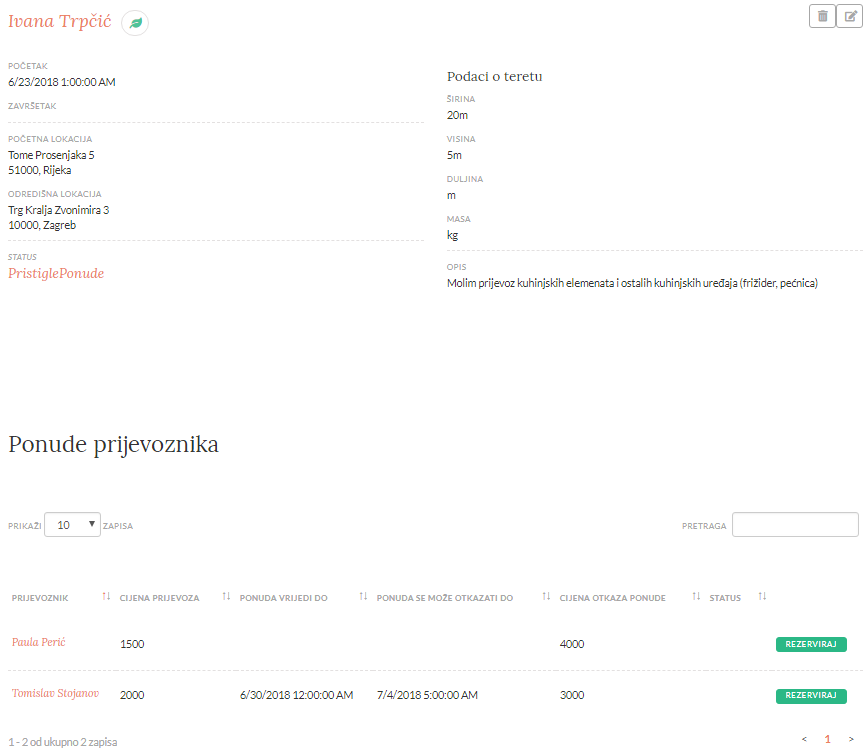 Ivana Trpčić
POČETAK
6/23/2018 1:00:00 AM
ZAVRŠETAK
POČETNA LOKACIJA
Tome Prosenjaka 5
51000, Rijeka
ODREDIŠNA LOKACIJA
Trg Kralja Zvonimira 3
10000, Zagreb
STATUS
PristiglePonude
Podaci o teretu
ŠIRINA
20m
VISINA
5m
DULJINA
m
MASA
kg
OPIS
Molim prijevoz kuhinjskih elemenata i ostalih kuhinjskih uređaja (frižider, pećnica)
Ponude prijevoznika
PRIKAŽI 10 ZAPISA
PRETRAGA
PRIJEVOZNIK CIJENA PRIJEVOZA PONUDA VRIJEDI DO PONUDA SE MOŽE OTKAZATI DO CIJENA OTKAZA PONUDE STATUS
Paula Perić 1500 4000 REZERVIRAJ
Tomislav Stojanov 2000 6/30/2018 12:00:00 AM 7/4/2018 5:00:00 AM 3000 REZERVIRAJ
1 - 2 od ukupno 2 zapisa < 1 >